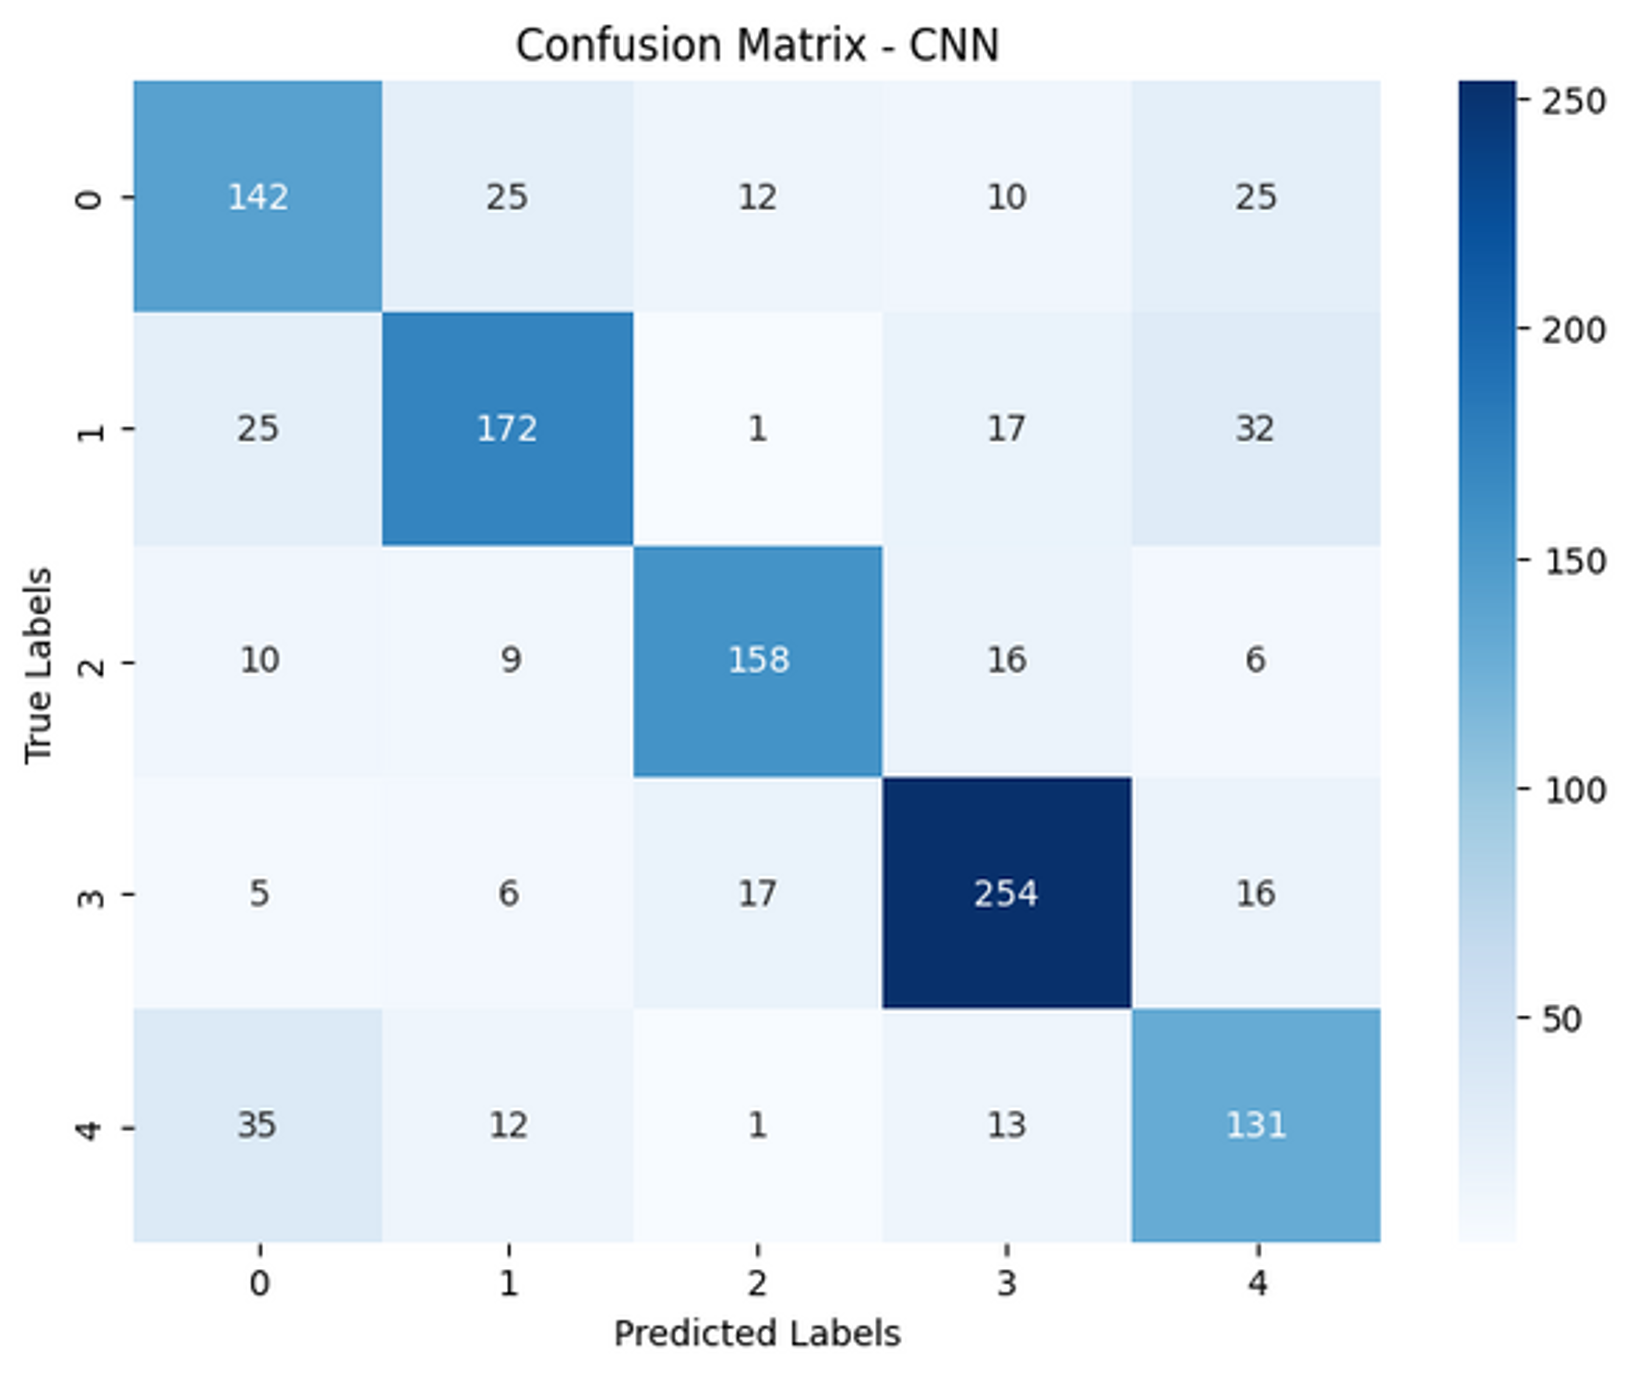 Confusion Matrix - CNN
142 25 12 10 25
25 172 1 17 32
10 9 158 16 6
5 6 17 254 16
35 12 1 13 131
0
1
2
3
4
True Labels
0 1 2 3 4
Predicted Labels
250
200
150
100
50